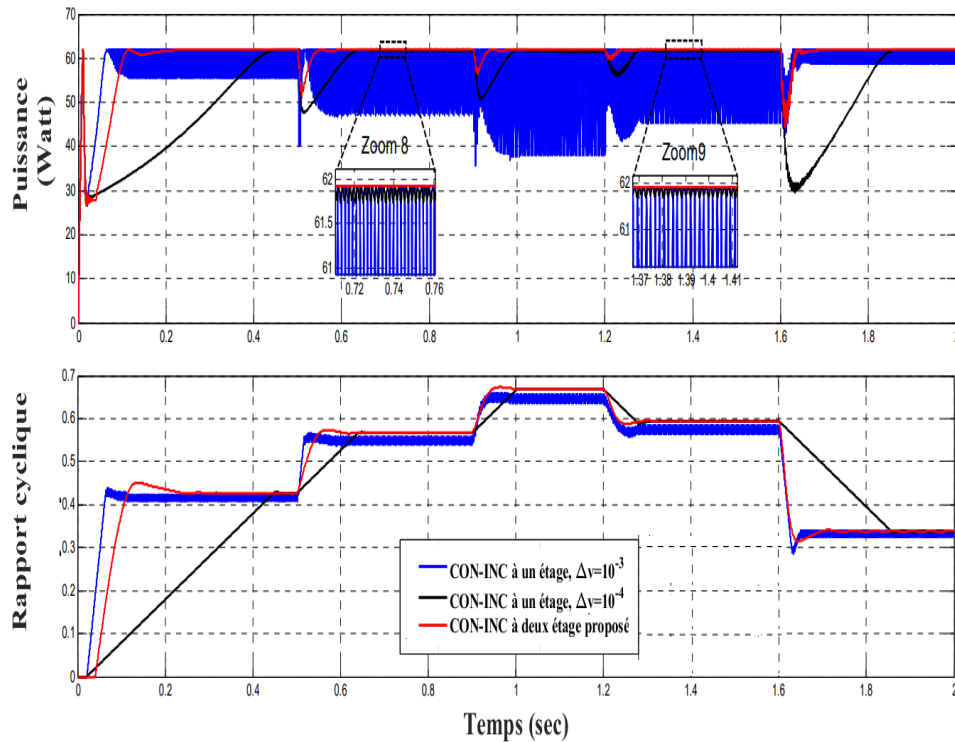 Puissance
(Watt)
70
60
50
40
30
20
10
0
Zoom 8
62
61.5
61
0.72 0.74 0.76
Zoom9
62
61
1.37 1.38 1.39 1.4 1.41
0 0.2 0.4 0.6 0.8 1 1.2 1.4 1.6 1.8 2
Rapport cyclique
0.7
0.6
0.5
0.4
0.3
0.2
0.1
0
CON-INC à un étage, Δv=10⁻³
CON-INC à un étage, Δv=10⁻⁴
CON-INC à deux étage proposé
0 0.2 0.4 0.6 0.8 1 1.2 1.4 1.6 1.8 2
Temps (sec)